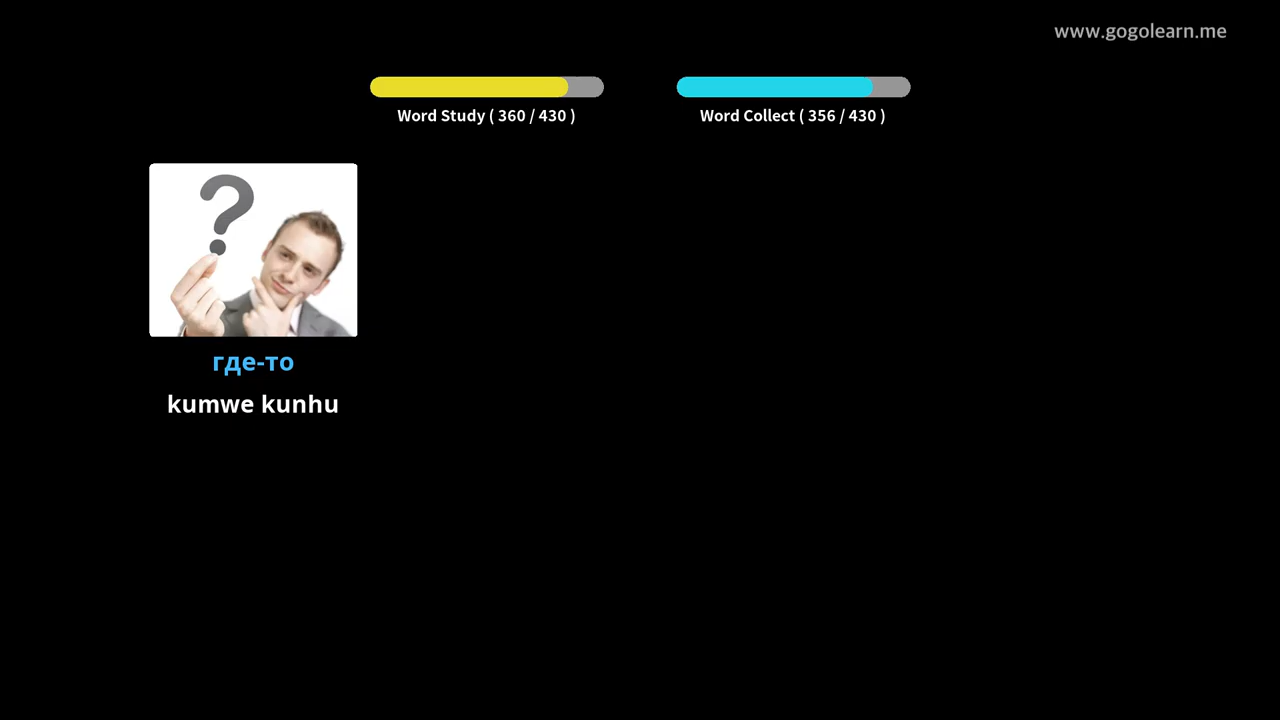 www.gogolearn.me
Word Study ( 360 / 430 )
Word Collect ( 356 / 430 )
?
где-то
kumwe kunhu